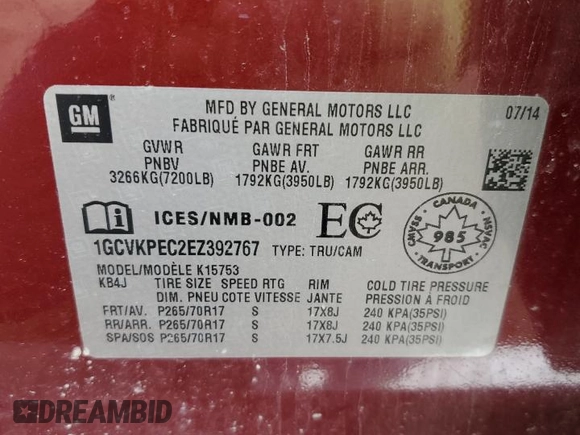 GM
MFD BY GENERAL MOTORS LLC
FABRIQUÉ PAR GENERAL MOTORS LLC
07/14
GVWR GAWR FRT GAWR RR
PNBV PNBE AV. PNBE ARR.
3266KG(7200LB) 1792KG(3950LB) 1792KG(3950LB)
ICES/NMB-002 EC
CANADA
CMVSS 985 NSVAC
TRANSPORT
1GCVKPEC2EZ392767 TYPE: TRU/CAM
MODEL/MODÈLE K15753
KB4J TIRE SIZE SPEED RTG RIM COLD TIRE PRESSURE
DIM. PNEU COTE VITESSE JANTE PRESSION À FROID
FRT/AV. P265/70R17 S 17X8J 240 KPA(35PSI)
RR/ARR. P265/70R17 S 17X8J 240 KPA(35PSI)
SPA/SOS P265/70R17 S 17X7.5J 240 KPA(35PSI)
DREAMBID